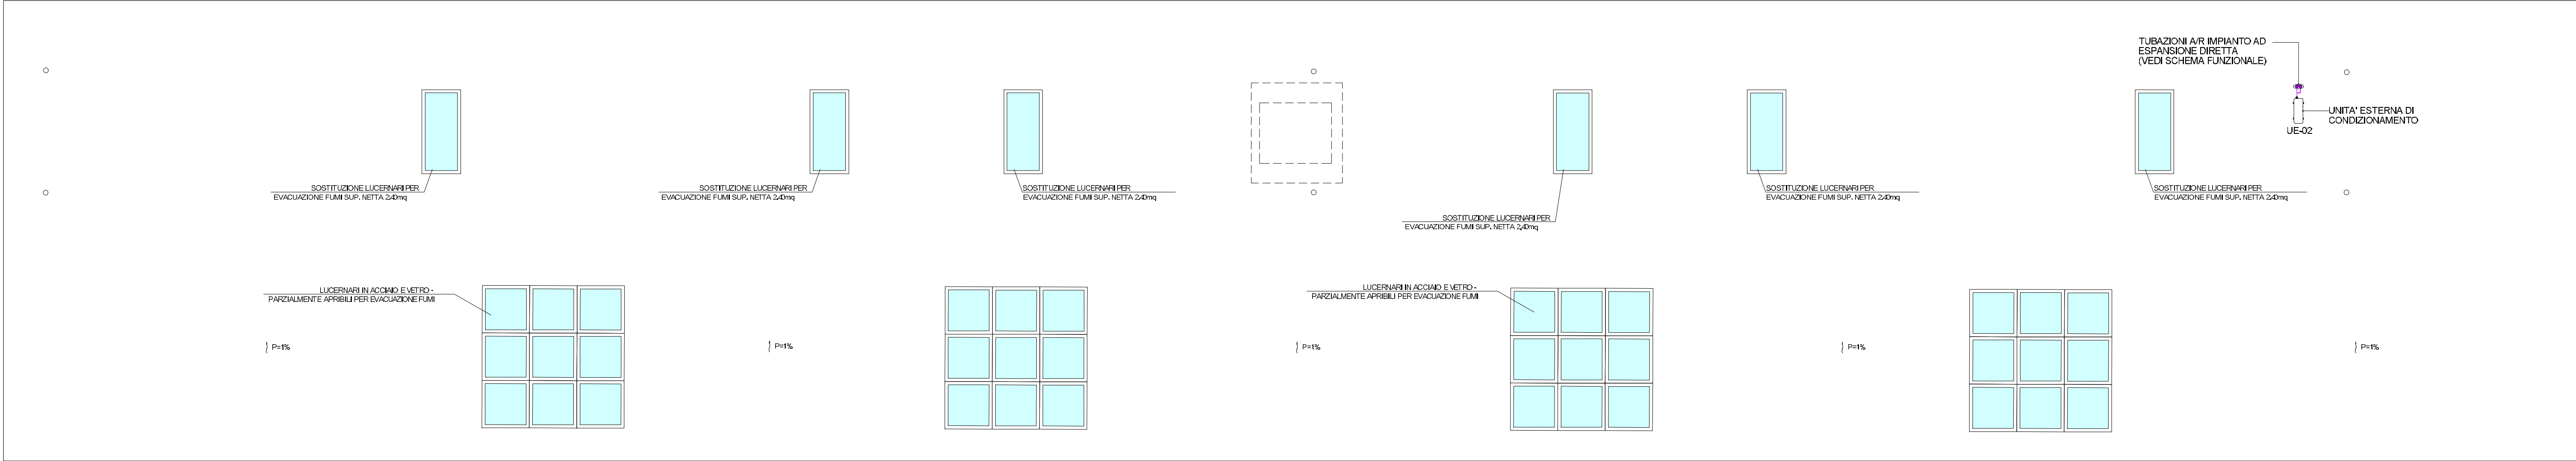 TUBAZIONI A/R IMPIANTO AD
ESPANSIONE DIRETTA
(VEDI SCHEMA FUNZIONALE)
UNITA' ESTERNA DI
CONDIZIONAMENTO
UE-02
SOSTITUZIONE LUCERNARI PER
EVACUAZIONE FUMI SUP. NETTA 2,40mq
SOSTITUZIONE LUCERNARI PER
EVACUAZIONE FUMI SUP. NETTA 2,40mq
SOSTITUZIONE LUCERNARI PER
EVACUAZIONE FUMI SUP. NETTA 2,40mq
SOSTITUZIONE LUCERNARI PER
EVACUAZIONE FUMI SUP. NETTA 2,40mq
SOSTITUZIONE LUCERNARI PER
EVACUAZIONE FUMI SUP. NETTA 2,40mq
SOSTITUZIONE LUCERNARI PER
EVACUAZIONE FUMI SUP. NETTA 2,40mq
LUCERNARI IN ACCIAIO E VETRO -
PARZIALMENTE APRIBILI PER EVACUAZIONE FUMI
LUCERNARI IN ACCIAIO E VETRO -
PARZIALMENTE APRIBILI PER EVACUAZIONE FUMI
P=1%
P=1%
P=1%
P=1%
P=1%